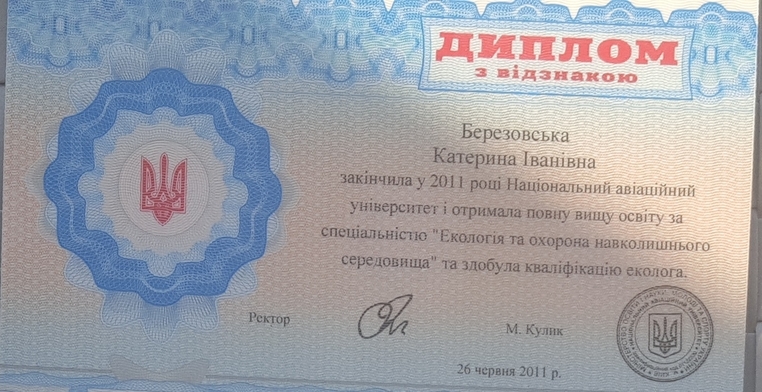 ДИПЛОМ
з відзнакою
Березовська
Катерина Іванівна
закінчила у 2011 році Національний авіаційний
університет і отримала повну вищу освіту за
спеціальністю "Екологія та охорона навколишнього
середовища" та здобула кваліфікацію еколога.
Ректор
М. Кулик
26 червня 2011 р.